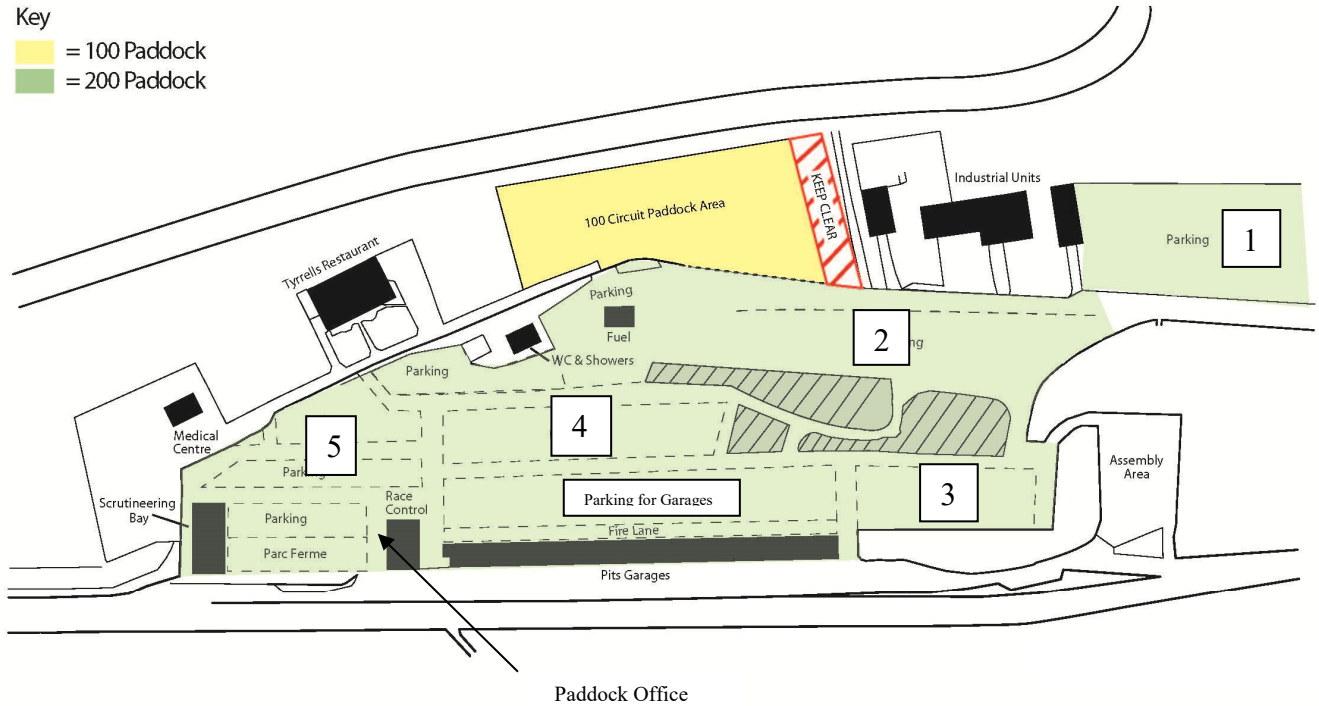 Key
= 100 Paddock
= 200 Paddock
KEEP CLEAR
Industrial Units
100 Circuit Paddock Area
Parking
1
Tyrrells Restaurant
Parking
Fuel
2
ng
WC & Showers
Parking
Medical
Centre
5
4
Parking
Assembly
Area
3
Scrutineering
Bay
Race
Control
Parking for Garages
Parking
Fire Lane
Parc Ferme
Pits Garages
Paddock Office